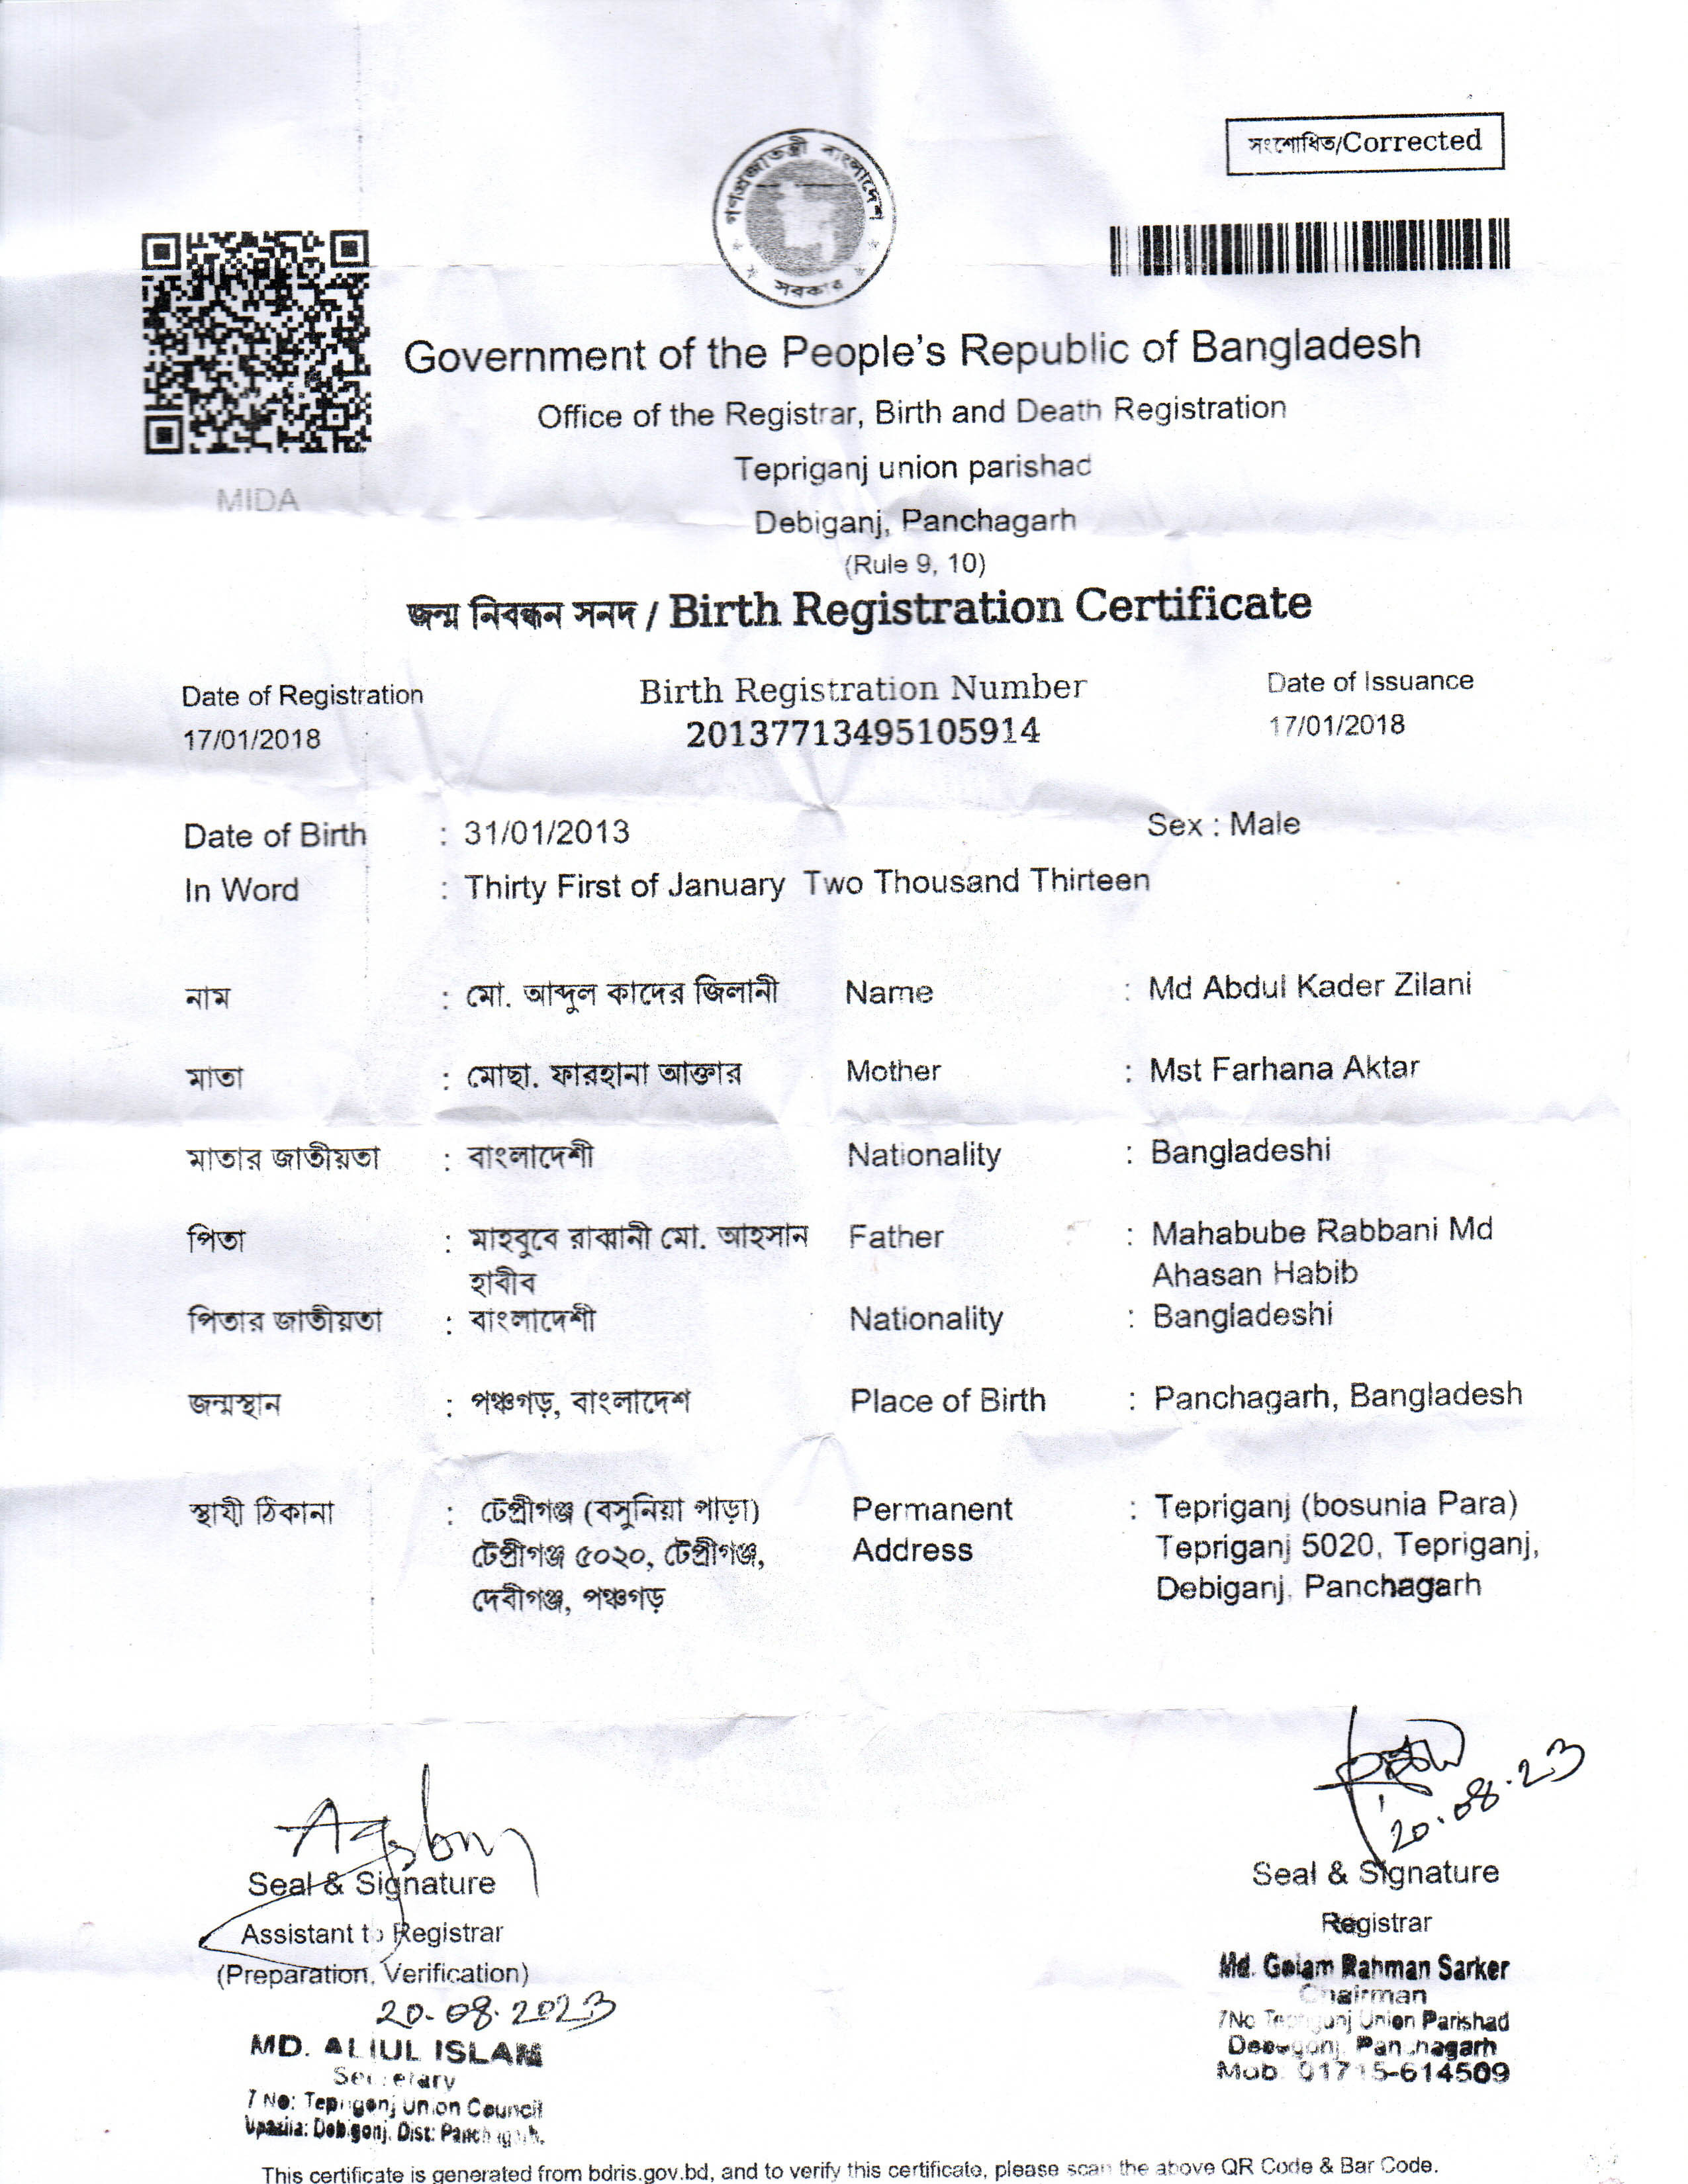 সংশোধিত/Corrected
গণপ্রজাতন্ত্রী বাংলাদেশ
সরকার
Government of the People's Republic of Bangladesh
Office of the Registrar, Birth and Death Registration
Tepriganj union parishad
MIDA
Debiganj, Panchagarh
(Rule 9, 10)
জন্ম নিবন্ধন সনদ / Birth Registration Certificate
Date of Registration Birth Registration Number Date of Issuance
17/01/2018 20137713495105914 17/01/2018
Date of Birth : 31/01/2013 Sex : Male
In Word : Thirty First of January Two Thousand Thirteen
নাম : মো. আব্দুল কাদের জিলানী Name : Md Abdul Kader Zilani
মাতা : মোছা. ফারহানা আক্তার Mother : Mst Farhana Aktar
মাতার জাতীয়তা : বাংলাদেশী Nationality : Bangladeshi
পিতা : মাহবুবে রাব্বানী মো. আহসান Father : Mahabube Rabbani Md
হাবীব Ahasan Habib
পিতার জাতীয়তা : বাংলাদেশী Nationality : Bangladeshi
জন্মস্থান : পঞ্চগড়, বাংলাদেশ Place of Birth : Panchagarh, Bangladesh
স্থায়ী ঠিকানা : টেপ্রীগঞ্জ (বসুনিয়া পাড়া) Permanent : Tepriganj (bosunia Para)
টেপ্রীগঞ্জ ৫০২০, টেপ্রীগঞ্জ, Address Tepriganj 5020, Tepriganj,
দেবীগঞ্জ, পঞ্চগড় Debiganj, Panchagarh
20.08.23
Seal & Signature Seal & Signature
Assistant to Registrar Registrar
(Preparation, Verification) Md. Golam Rahman Sarker
20-08-2023 Chairman
MD. ALIUL ISLAM 7No Teprigunj Union Parishad
Secretary Debigonj, Panchagarh
7 No: Teprigonj Union Council Mob: 01715-614509
Upazila: Debigonj, Dist: Panchagarh.
This certificate is generated from bdris.gov.bd, and to verify this certificate, please scan the above QR Code & Bar Code.